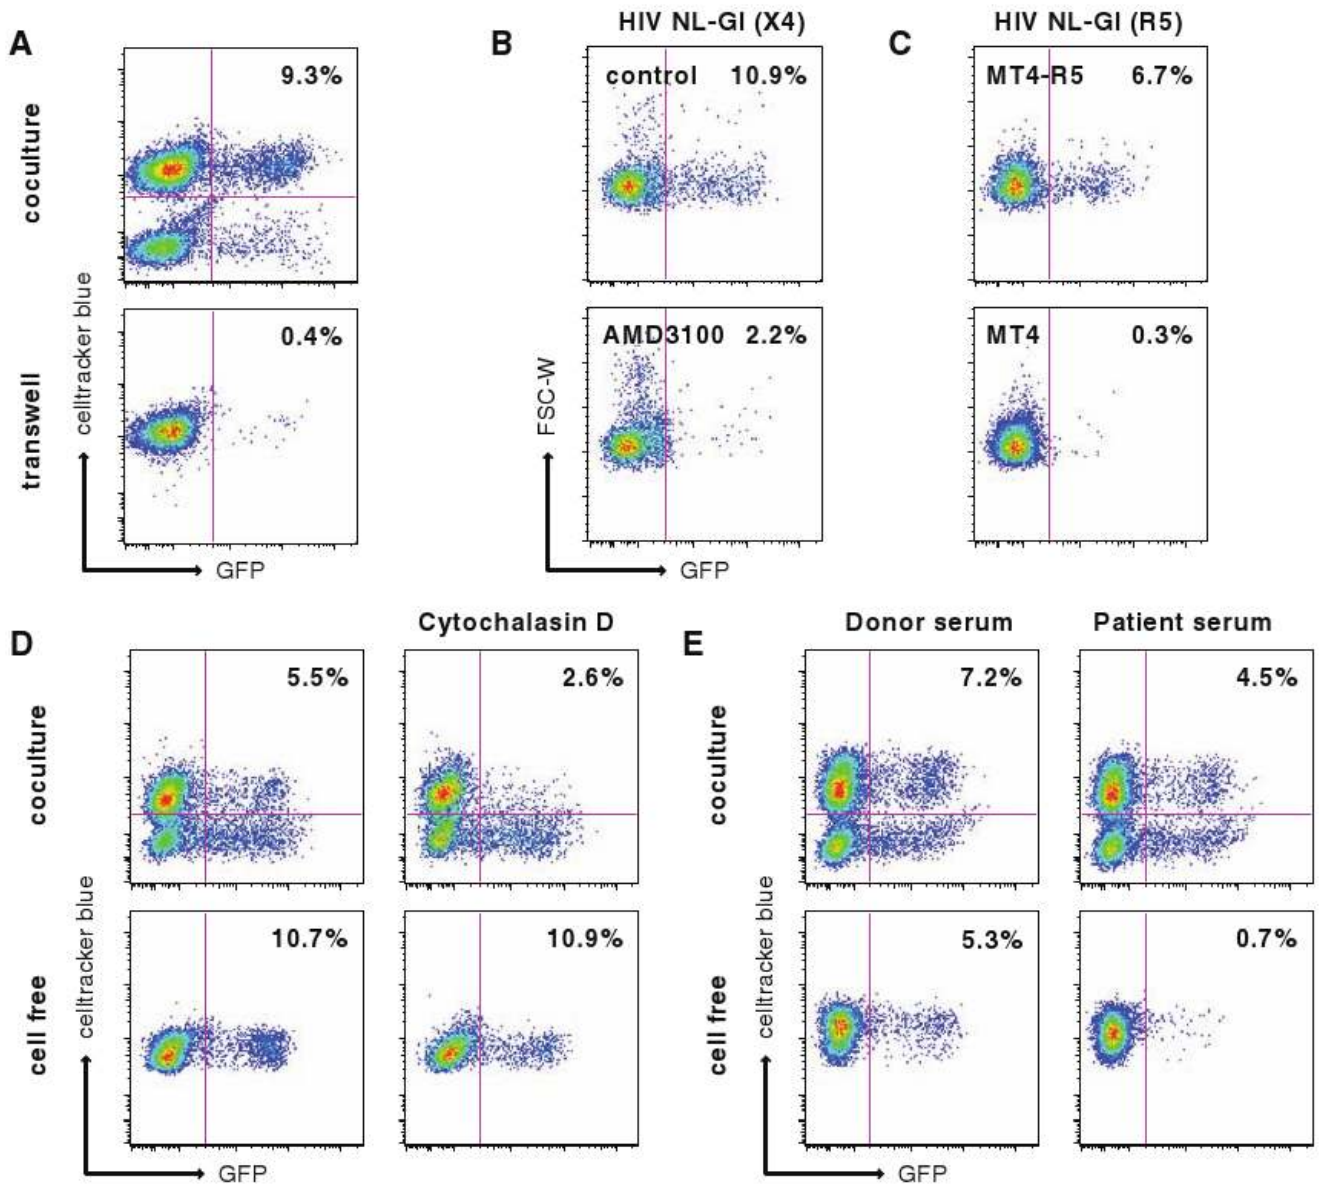 A
B
HIV NL-GI (X4)
C
HIV NL-GI (R5)
coculture
9.3%
control 10.9%
MT4-R5 6.7%
transwell
celltracker blue
0.4%
FSC-W
AMD3100 2.2%
MT4 0.3%
GFP
GFP
D
Cytochalasin D
E
Donor serum
Patient serum
coculture
5.5%
2.6%
coculture
7.2%
4.5%
cell free
celltracker blue
10.7%
10.9%
cell free
celltracker blue
5.3%
0.7%
GFP
GFP